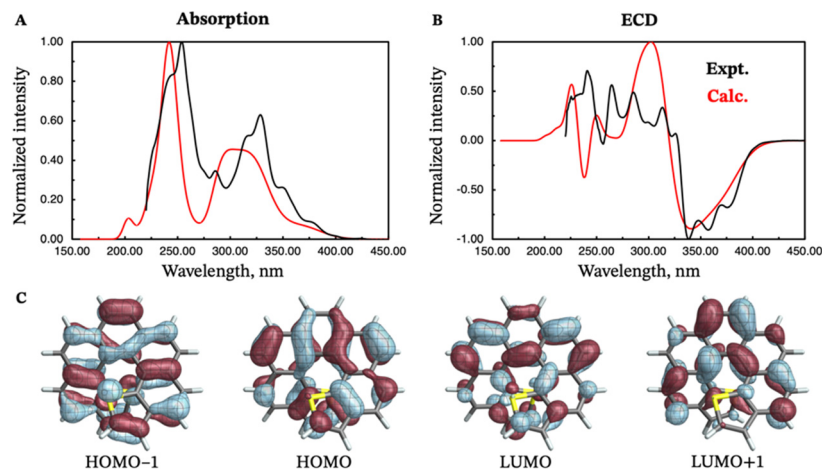 A Absorption
Normalized intensity
1.00
0.80
0.60
0.40
0.20
0.00
150.00 200.00 250.00 300.00 350.00 400.00 450.00
Wavelength, nm
B ECD
Normalized intensity
1.00
0.50
0.00
-0.50
-1.00
Expt.
Calc.
150.00 200.00 250.00 300.00 350.00 400.00 450.00
Wavelength, nm
C
HOMO−1 HOMO LUMO LUMO+1